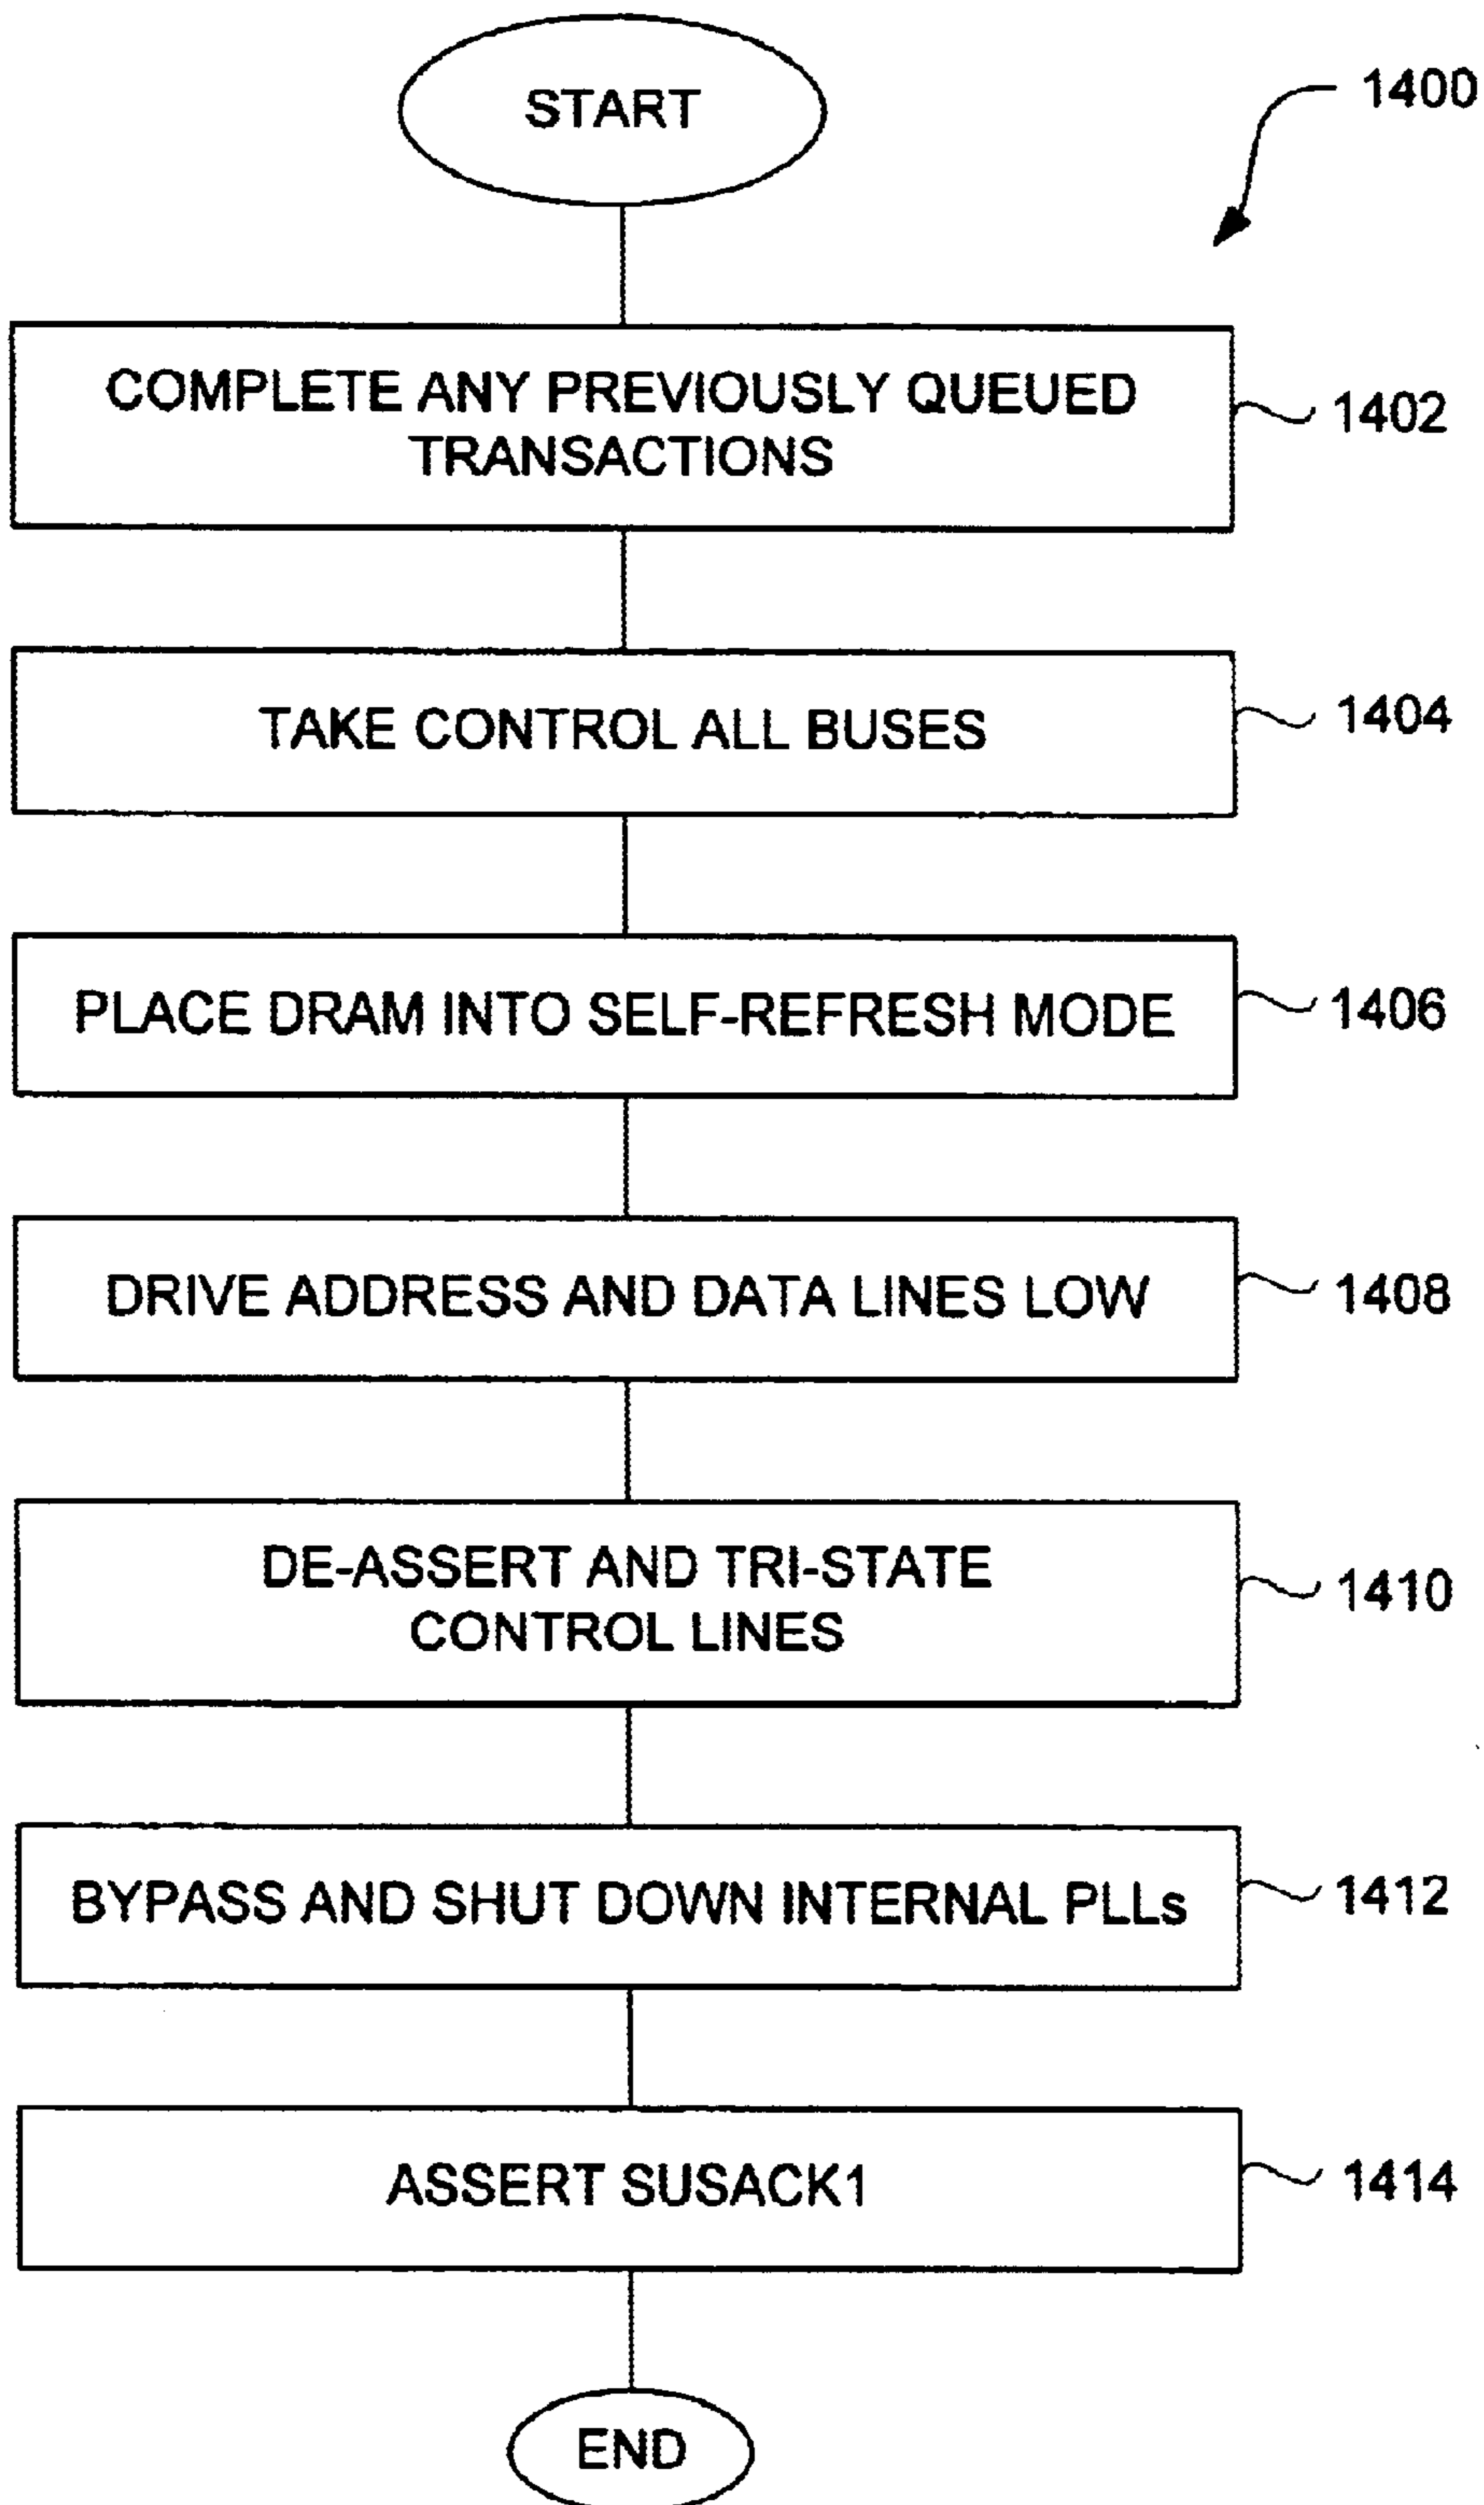 START
1400
COMPLETE ANY PREVIOUSLY QUEUED
TRANSACTIONS
1402
TAKE CONTROL ALL BUSES
1404
PLACE DRAM INTO SELF-REFRESH MODE
1406
DRIVE ADDRESS AND DATA LINES LOW
1408
DE-ASSERT AND TRI-STATE
CONTROL LINES
1410
BYPASS AND SHUT DOWN INTERNAL PLLs
1412
ASSERT SUSACK1
1414
END